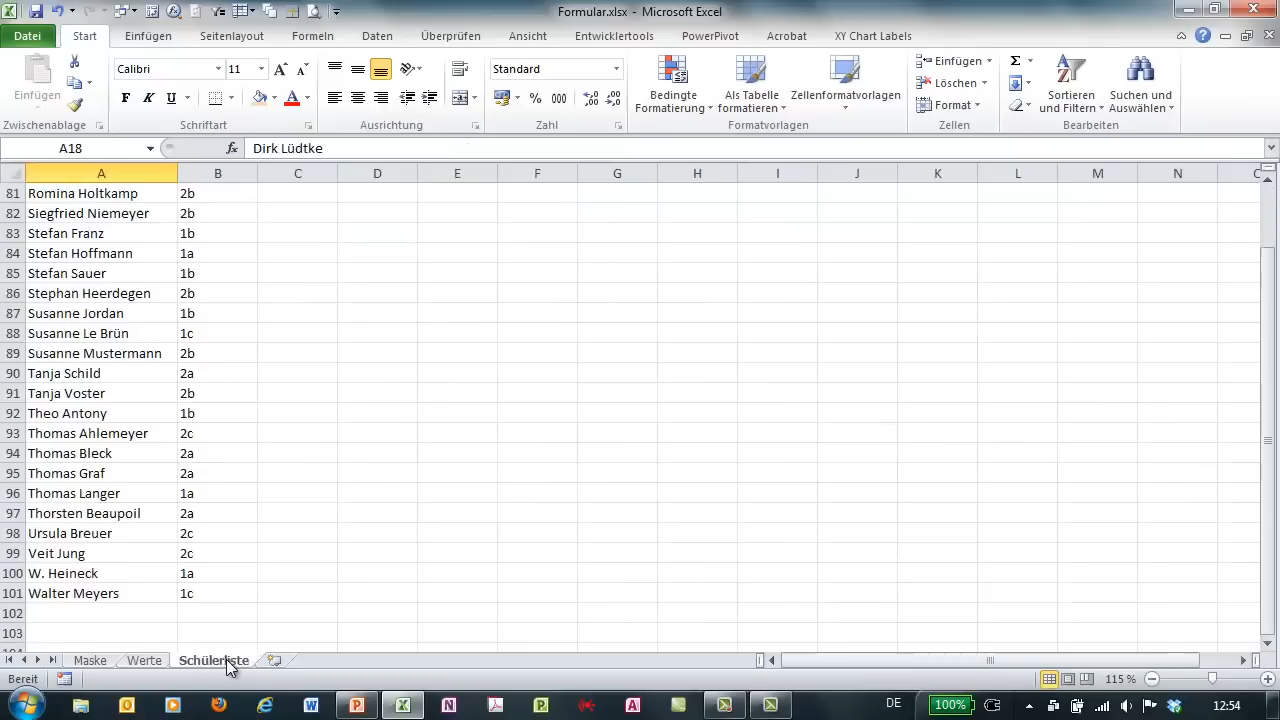 Formular.xlsx - Microsoft Excel
Datei Start Einfügen Seitenlayout Formeln Daten Überprüfen Ansicht Entwicklertools PowerPivot Acrobat XY Chart Labels
Einfügen
Zwischenablage
Calibri 11
F K U
Schriftart
Ausrichtung
Standard
% 000
Zahl
Bedingte Formatierung
Als Tabelle formatieren
Zellenformatvorlagen
Formatvorlagen
Einfügen
Löschen
Format
Zellen
Sortieren und Filtern
Suchen und Auswählen
Bearbeiten
A18 fx Dirk Lüdtke
A B C D E F G H I J K L M N
81 Romina Holtkamp 2b
82 Siegfried Niemeyer 2b
83 Stefan Franz 1b
84 Stefan Hoffmann 1a
85 Stefan Sauer 1b
86 Stephan Heerdegen 2b
87 Susanne Jordan 1b
88 Susanne Le Brün 1c
89 Susanne Mustermann 2b
90 Tanja Schild 2a
91 Tanja Voster 2b
92 Theo Antony 1b
93 Thomas Ahlemeyer 2c
94 Thomas Bleck 2a
95 Thomas Graf 2a
96 Thomas Langer 1a
97 Thorsten Beaupoil 2a
98 Ursula Breuer 2c
99 Veit Jung 2c
100 W. Heineck 1a
101 Walter Meyers 1c
102
103
Maske Werte Schülerliste
Bereit 115 %
DE 100% 12:54